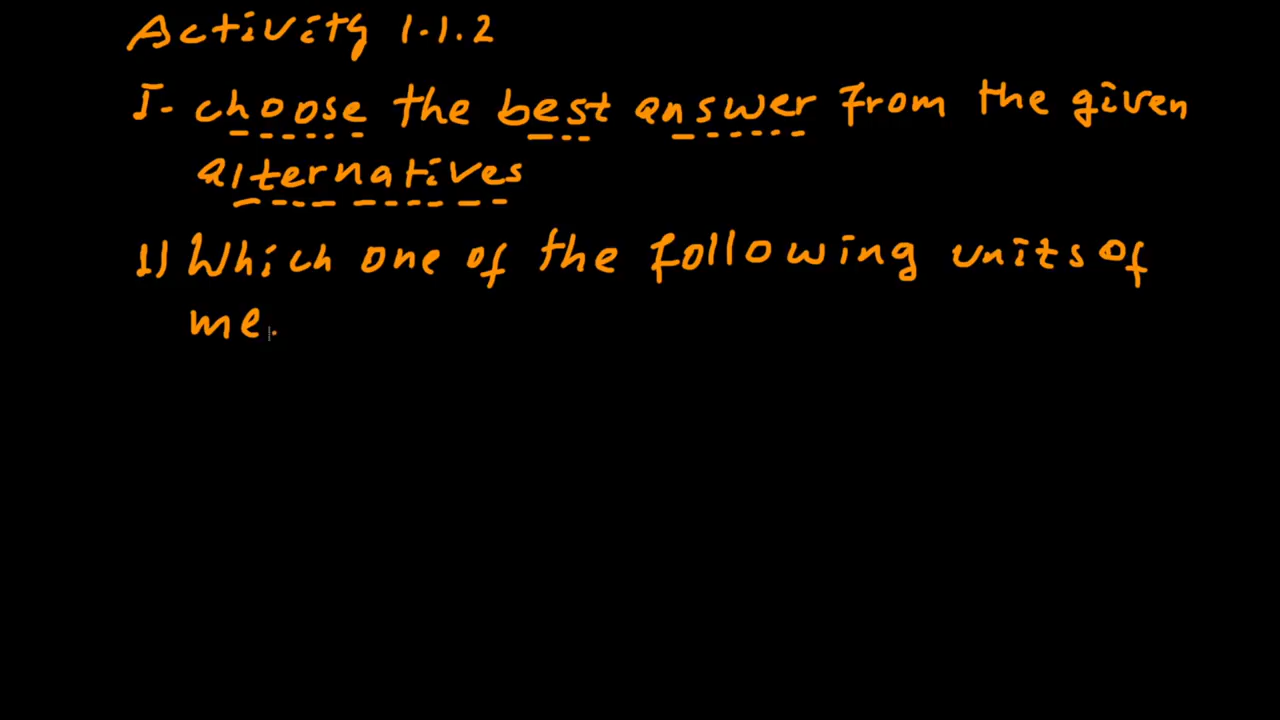 Activity 1.1.2
I- choose the best answer from the given
alternatives
1) Which one of the following units of
me